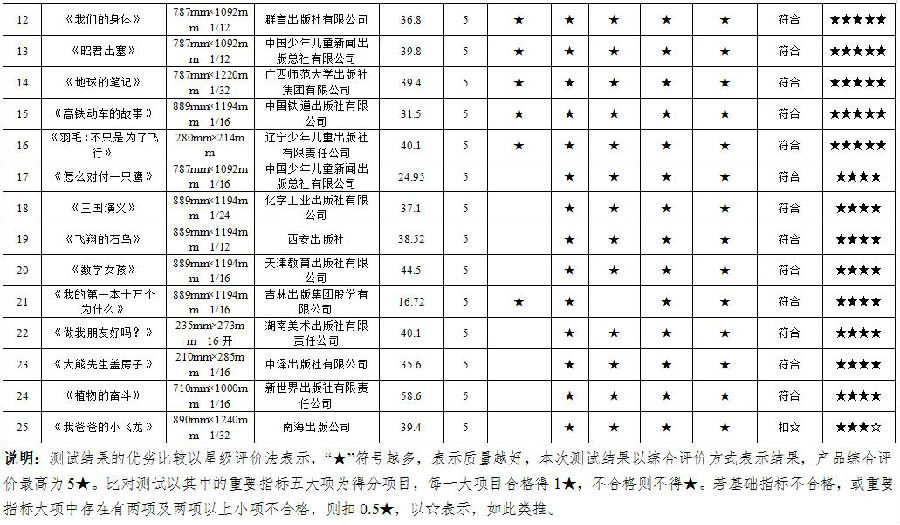 12 《我们的身体》 787mm×1092mm 1/12 群言出版社有限公司 36.8 5 ★ ★ ★ ★ ★ 符合 ★★★★★
13 《昭君出塞》 787mm×1092mm 1/12 中国少年儿童新闻出版总社有限公司 39.8 5 ★ ★ ★ ★ ★ 符合 ★★★★★
14 《地球的笔记》 787mm×1220mm 1/32 广西师范大学出版社集团有限公司 39.4 5 ★ ★ ★ ★ ★ 符合 ★★★★★
15 《高铁动车的故事》 889mm×1194mm 1/16 中国铁道出版社有限公司 31.5 5 ★ ★ ★ ★ ★ 符合 ★★★★★
16 《羽毛:不只是为了飞行》 280mm×214mm 辽宁少年儿童出版社有限责任公司 40.1 5 ★ ★ ★ ★ ★ 符合 ★★★★★
17 《怎么对付一只 787mm×1092mm 1/16 中国少年儿童新闻出版总社有限公司 24.95 5 ★ ★ ★ ★ 符合 ★★★★
18 《三国演义》 889mm×1194mm 1/24 化学工业出版社有限公司 37.1 5 ★ ★ ★ ★ 符合 ★★★★
19 《飞翔的石鸟》 889mm×1194mm 1/12 西安出版社 38.52 5 ★ ★ ★ ★ 符合 ★★★★
20 《数学女孩》 889mm×1194mm 1/16 天津教育出版社有限公司 44.5 5 ★ ★ ★ ★ 符合 ★★★★
21 《我的第一本十万个为什么》 889mm×1194mm 1/16 吉林出版集团股份有限公司 16.72 5 ★ ★ ★ ★ 符合 ★★★★
22 《做我朋友好吗？》 235mm×273mm 16开 湖南美术出版社有限责任公司 40.1 5 ★ ★ ★ ★ 符合 ★★★★
23 《大熊先生盖房子》 210mm×285mm 1/16 中译出版社有限公司 35.6 5 ★ ★ ★ ★ 符合 ★★★★
24 《植物的奋斗》 710mm×1000mm 1/16 新世界出版社有限责任公司 58.6 5 ★ ★ ★ ★ 符合 ★★★★
25 《我爸爸的小飞龙》 890mm×1240mm 1/32 南海出版公司 39.4 5 ★ ★ ★ ★ 扣☆ ★★★☆
说明：测试结果的优劣比较以星级评价法表示，“★”符号越多，表示质量越好，本次测试结果以综合评价方式表示结果，产品综合评
价最高为5★。比对测试以其中的重要指标五大项为得分项目，每一大项目合格得1★，不合格则不得★。若基础指标不合格，或重要
指标大项中存在有两项及两项以上小项不合格，则扣0.5★，以☆表示，如此类推。